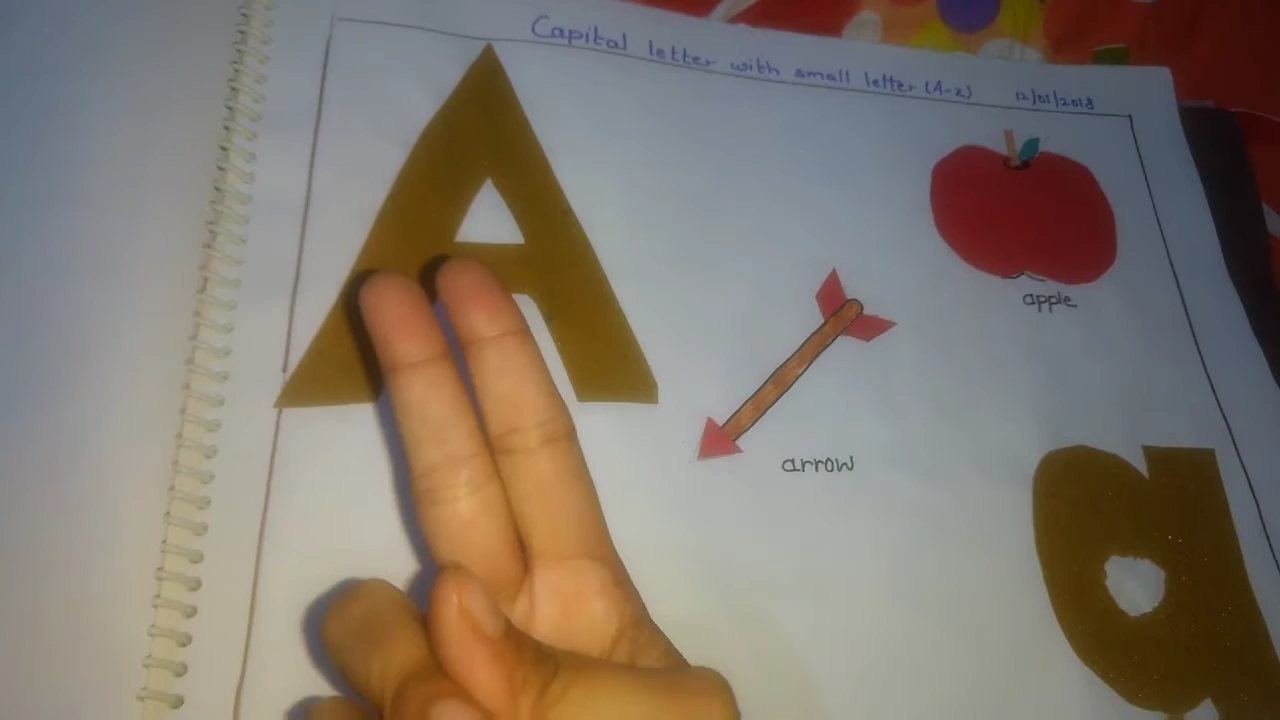 Capital letter with small letter (A-z) 12/01/2018
A
apple
arrow
a